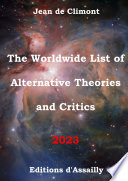 Jean de Climont
The Worldwide List of
Alternative Theories
and Critics
2023
Editions d'Assailly